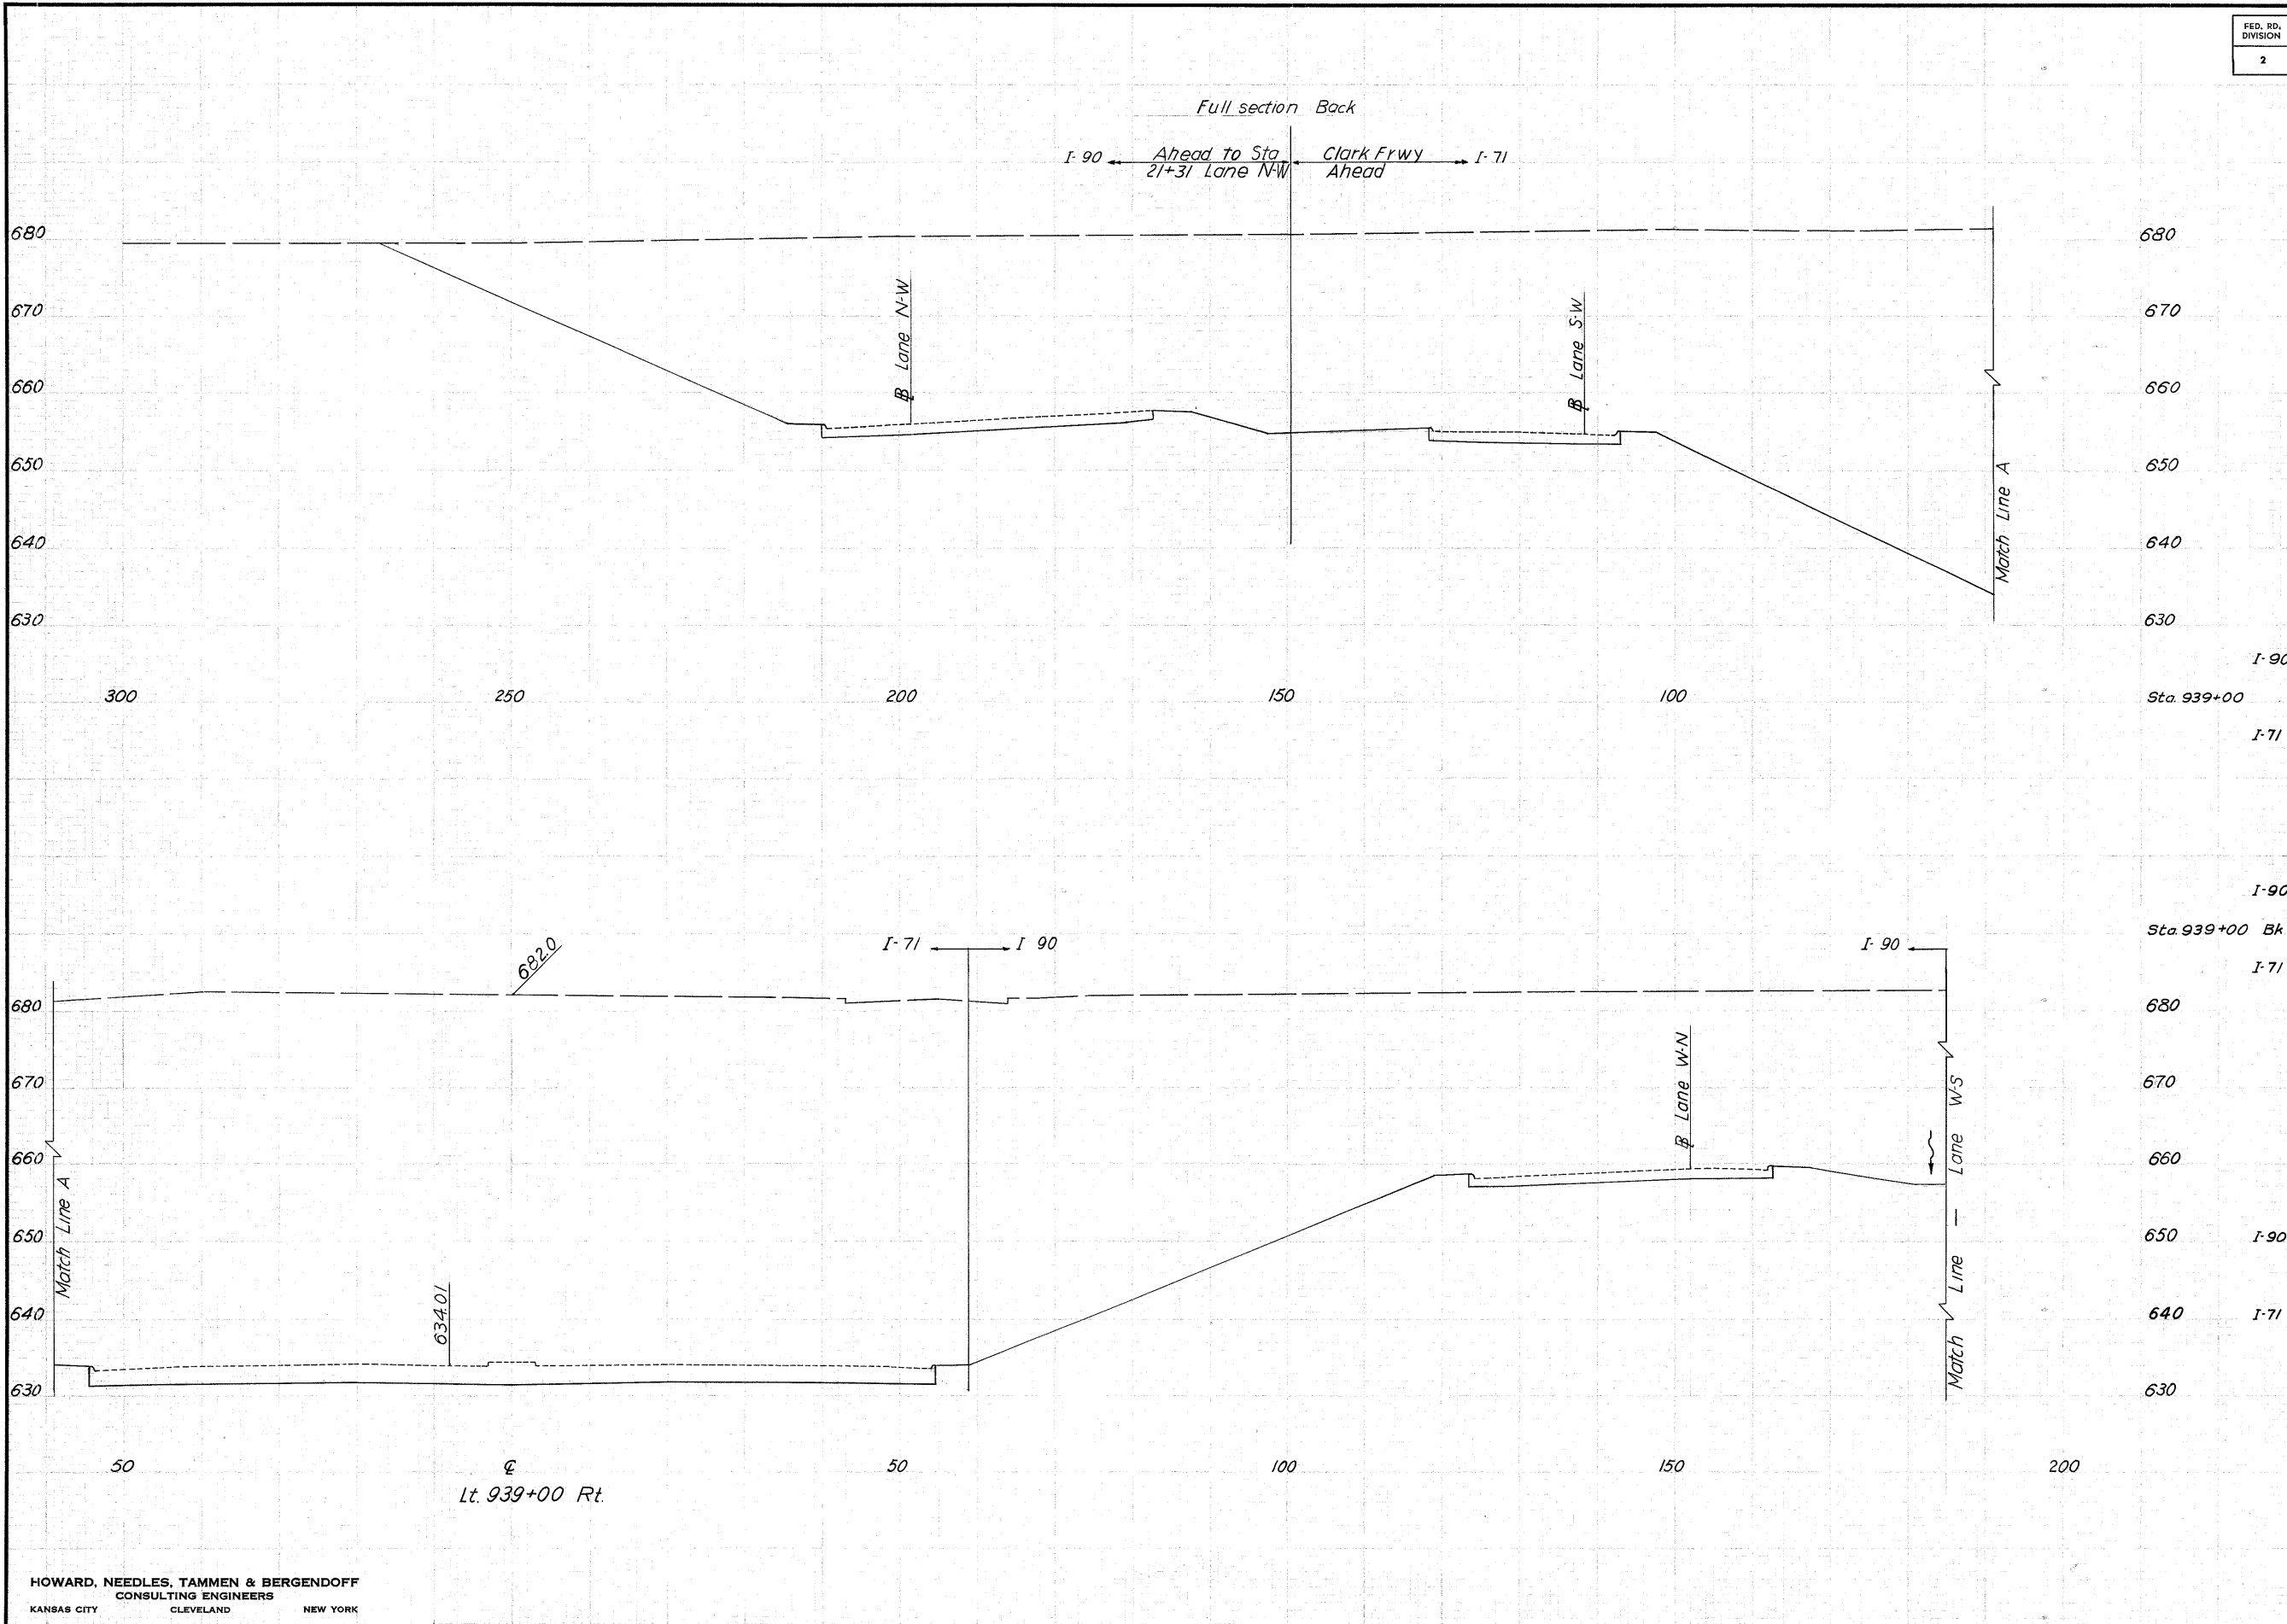 FED. RD.
DIVISION
2
Full section Back
I-90 Ahead to Sta Clark Frwy I-71
21+31 Lane N-W Ahead
680 680
670 670
660 660
650 650
640 640
630 630
℄ Lane N-W
Lane S-W
Match Line A
I-90
300 250 200 150 100 Sta. 939+00
I-71
I-90
Sta. 939+00 Bk
I-71 I 90 I-90
I-71
682.0
680 680
670 670
660 660
650 650 I-90
640 640 I-71
630 630
Match Line A
634.01
Lane W-N
Match Line — Lane W-S
50 ℄ 50 100 150 200
Lt. 939+00 Rt.
HOWARD, NEEDLES, TAMMEN & BERGENDOFF
CONSULTING ENGINEERS
KANSAS CITY CLEVELAND NEW YORK